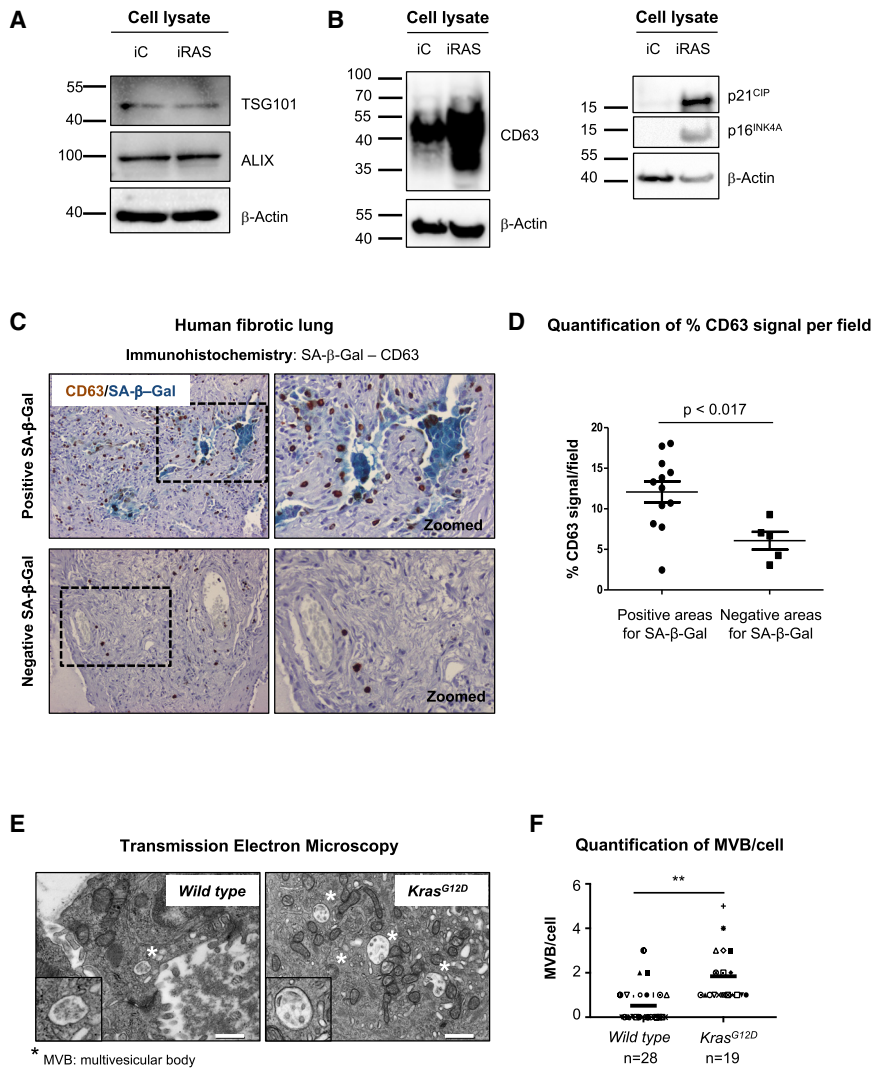 A
Cell lysate
iC iRAS
55
40
TSG101
100
ALIX
40
β-Actin
B
Cell lysate
iC iRAS
100
70
55
40
35
CD63
55
40
β-Actin
Cell lysate
iC iRAS
15
p21CIP
15
p16INK4A
55
40
β-Actin
C
Human fibrotic lung
Immunohistochemistry: SA-β-Gal – CD63
Positive SA-β-Gal
CD63/SA-β–Gal
Zoomed
Negative SA-β-Gal
Zoomed
D
Quantification of % CD63 signal per field
p < 0.017
% CD63 signal/field
20
15
10
5
0
Positive areas
for SA-β-Gal
Negative areas
for SA-β-Gal
E
Transmission Electron Microscopy
Wild type
KrasG12D
* MVB: multivesicular body
F
Quantification of MVB/cell
**
MVB/cell
6
4
2
0
Wild type
n=28
KrasG12D
n=19